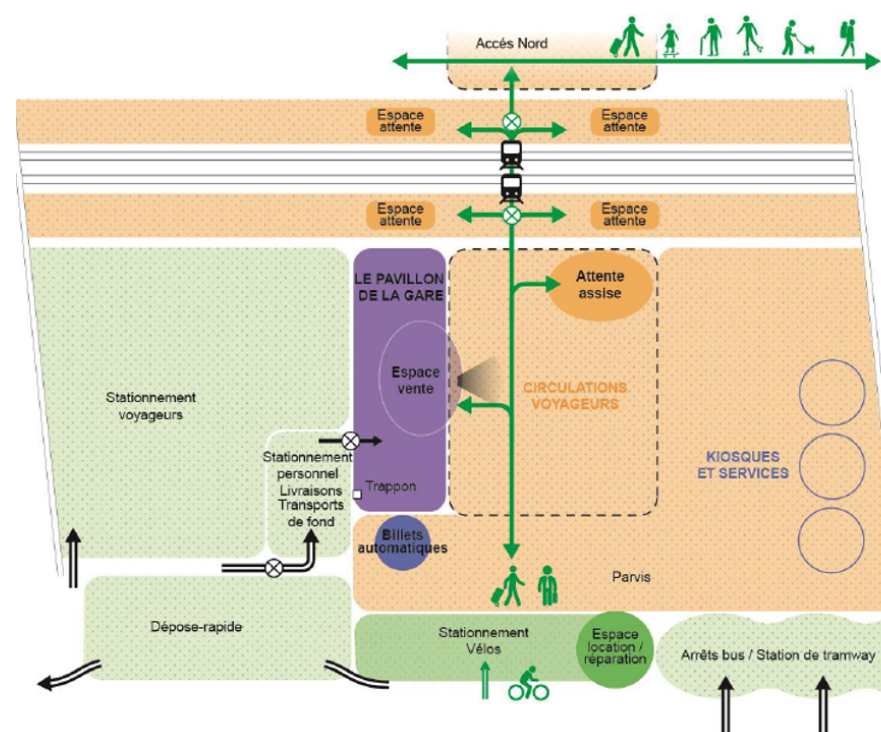 Accés Nord
Espace
attente
Espace
attente
Espace
attente
Espace
attente
LE PAVILLON
DE LA GARE
Attente
assise
Espace
vente
CIRCULATIONS
VOYAGEURS
Stationnement
voyageurs
KIOSQUES
ET SERVICES
Stationnement
personnel
Livraisons
Transports
de fond
Trappon
Billets
automatiques
Parvis
Dépose-rapide
Stationnement
Vélos
Espace
location /
réparation
Arrêts bus / Station de tramway